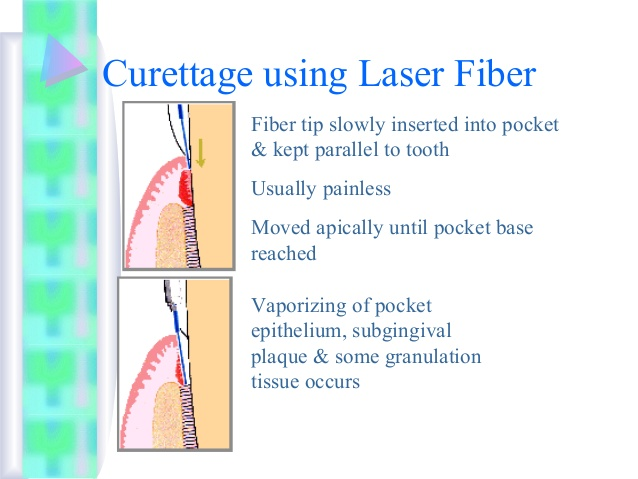 Curettage using Laser Fiber
Fiber tip slowly inserted into pocket
& kept parallel to tooth
Usually painless
Moved apically until pocket base
reached
Vaporizing of pocket
epithelium, subgingival
plaque & some granulation
tissue occurs